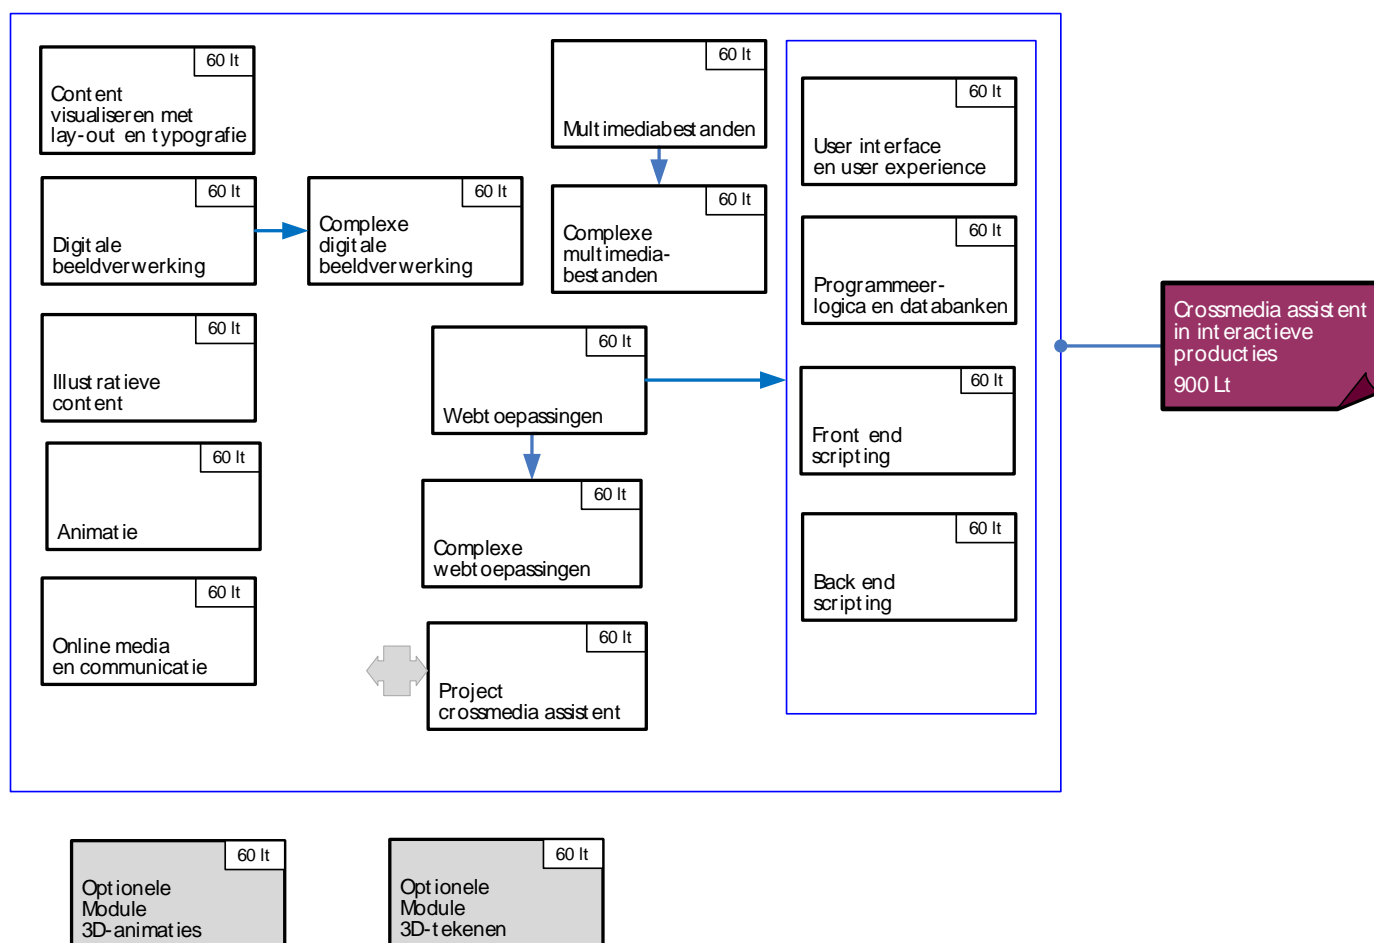 60 lt
Content
visualiseren met
lay-out en typografie
60 lt
Digitale
beeldverwerking
60 lt
Complexe
digitale
beeldverwerking
60 lt
Illustratieve
content
60 lt
Animatie
60 lt
Online media
en communicatie
60 lt
Multimediabestanden
60 lt
Complexe
multimedia-
bestanden
60 lt
Webtoepassingen
60 lt
Complexe
webtoepassingen
60 lt
Project
crossmedia assistent
60 lt
User interface
en user experience
60 lt
Programmeer-
logica en databanken
60 lt
Front end
scripting
60 lt
Back end
scripting
Crossmedia assistent
in interactieve
producties
900 Lt
60 lt
Optionele
Module
3D-animaties
60 lt
Optionele
Module
3D-tekenen